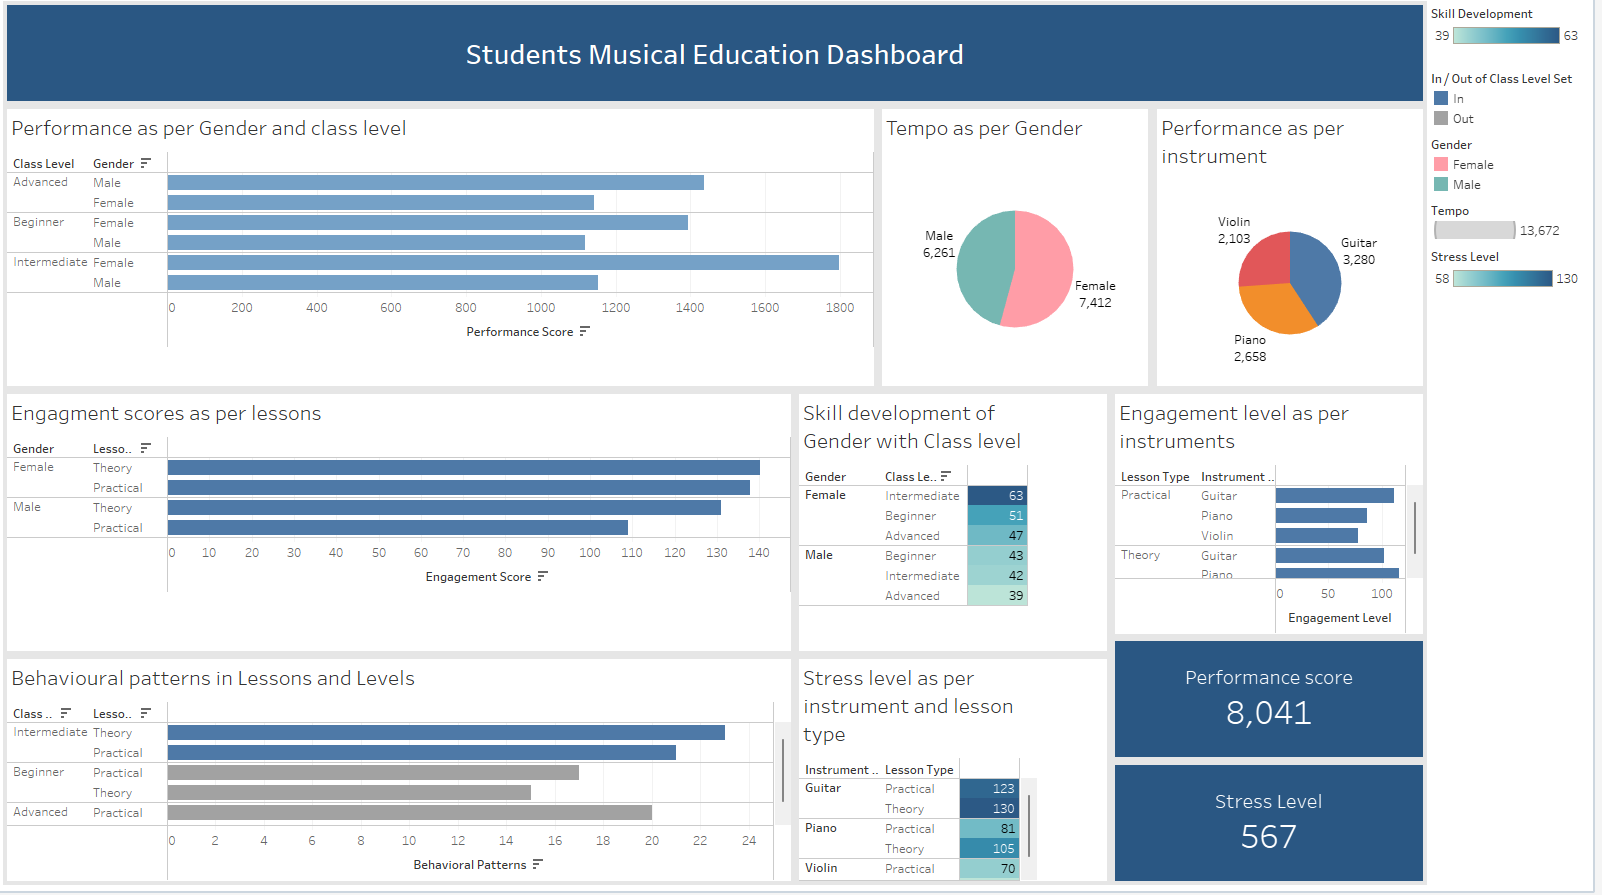 Students Musical Education Dashboard
Performance as per Gender and class level
Class Level Gender
Advanced Male
Female
Beginner Female
Male
Intermediate Female
Male
0 200 400 600 800 1000 1200 1400 1600 1800
Performance Score
Tempo as per Gender
Male
6,261
Female
7,412
Performance as per
instrument
Violin
2,103
Guitar
3,280
Piano
2,658
Engagment scores as per lessons
Gender Lesso..
Female Theory
Practical
Male Theory
Practical
0 10 20 30 40 50 60 70 80 90 100 110 120 130 140
Engagement Score
Skill development of
Gender with Class level
Gender Class Le..
Female Intermediate 63
Beginner 51
Advanced 47
Male Beginner 43
Intermediate 42
Advanced 39
Engagement level as per
instruments
Lesson Type Instrument ..
Practical Guitar
Piano
Violin
Theory Guitar
Piano
0 50 100
Engagement Level
Behavioural patterns in Lessons and Levels
Class .. Lesso..
Intermediate Theory
Practical
Beginner Practical
Theory
Advanced Practical
0 2 4 6 8 10 12 14 16 18 20 22 24
Behavioral Patterns
Stress level as per
instrument and lesson
type
Instrument .. Lesson Type
Guitar Practical 123
Theory 130
Piano Practical 81
Theory 105
Violin Practical 70
Performance score
8,041
Stress Level
567
Skill Development
39 63
In / Out of Class Level Set
In
Out
Gender
Female
Male
Tempo
13,672
Stress Level
58 130